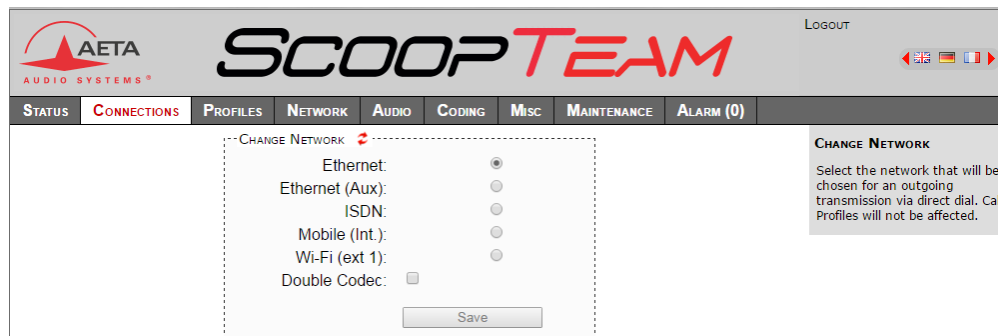 AETA
AUDIO SYSTEMS®
SCOOPTEAM
LOGOUT
STATUS CONNECTIONS PROFILES NETWORK AUDIO CODING MISC MAINTENANCE ALARM (0)
CHANGE NETWORK
Ethernet:
Ethernet (Aux):
ISDN:
Mobile (Int.):
Wi-Fi (ext 1):
Double Codec:
Save
CHANGE NETWORK
Select the network that will be
chosen for an outgoing
transmission via direct dial. Ca
Profiles will not be affected.